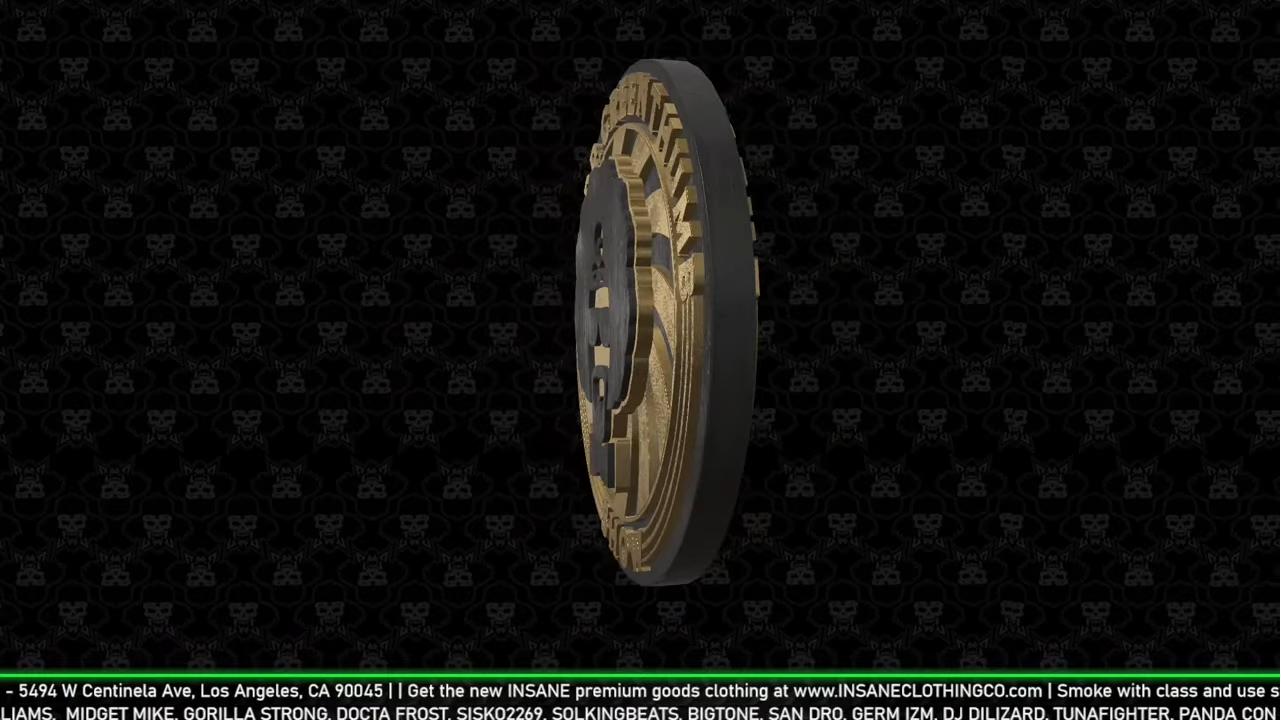 - 5494 W Centinela Ave, Los Angeles, CA 90045 | | Get the new INSANE premium goods clothing at www.INSANECLOTHINGCO.com | Smoke with class and use s
LIAMS, MIDGET MIKE, GORILLA STRONG, DOCTA FROST, SISKO2269, SOLKINGBEATS, BIGTONE, SAN DRO, GERM IZM, DJ DILIZARD, TUNAFIGHTER, PANDA CON